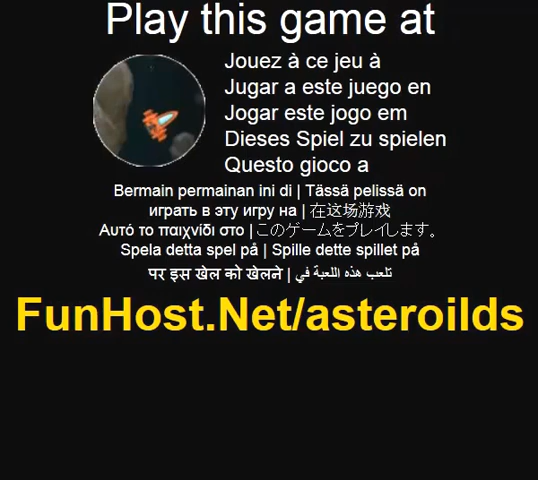 Play this game at
Jouez à ce jeu à
Jugar a este juego en
Jogar este jogo em
Dieses Spiel zu spielen
Questo gioco a
Bermain permainan ini di | Tässä pelissä on
играть в эту игру на | 在这场游戏
Αυτό το παιχνίδι στο | このゲームをプレイします。
Spela detta spel på | Spille dette spillet på
पर इस खेल को खेलने | تلعب هذه اللعبة في
FunHost.Net/asteroilds